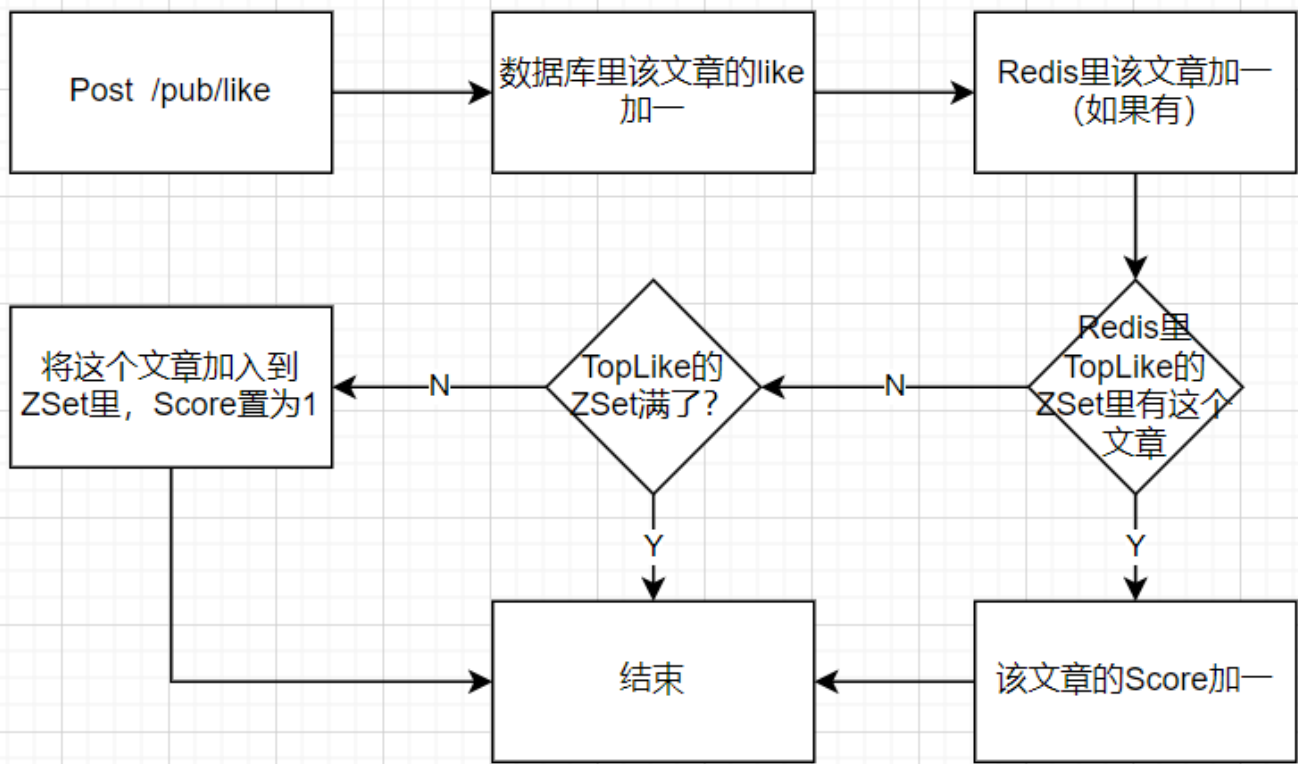 Post /pub/like
数据库里该文章的like
加一
Redis里该文章加一
（如果有）
将这个文章加入到
ZSet里，Score置为1
N
TopLike的
ZSet满了？
N
Redis里
TopLike的
ZSet里有这个
文章
Y
Y
结束
该文章的Score加一